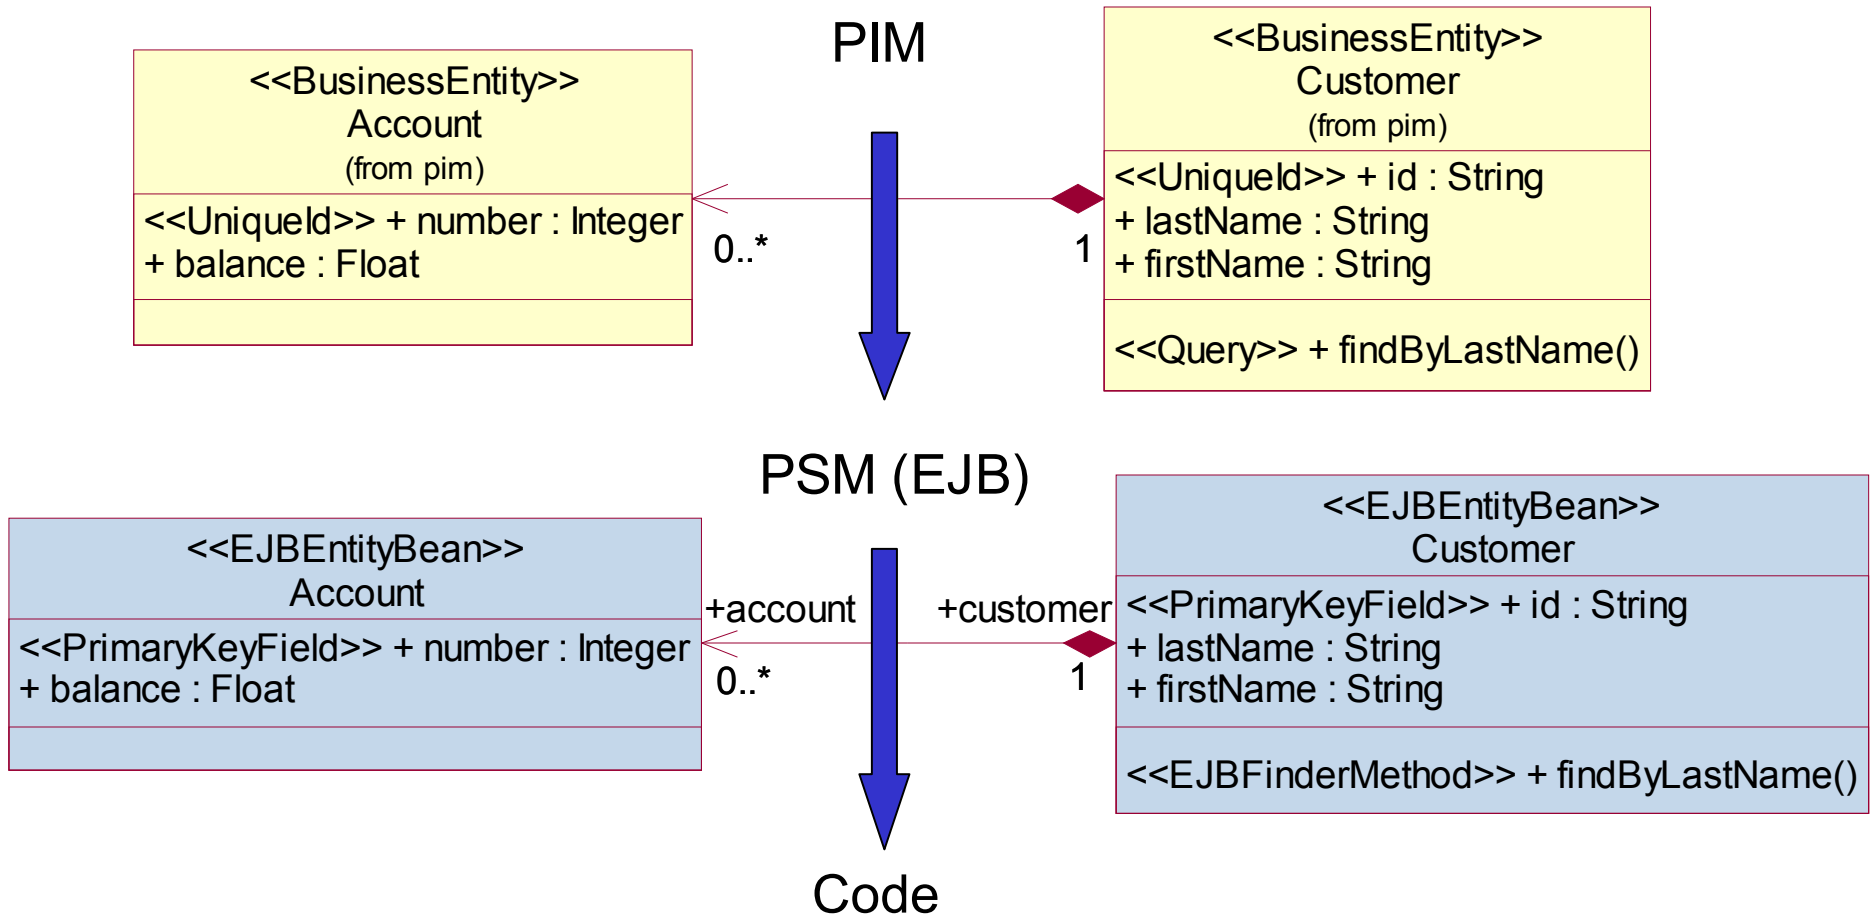 PIM
<<BusinessEntity>>
Account
(from pim)
<<UniqueId>> + number : Integer
+ balance : Float
0..*
1
<<BusinessEntity>>
Customer
(from pim)
<<UniqueId>> + id : String
+ lastName : String
+ firstName : String
<<Query>> + findByLastName()
PSM (EJB)
<<EJBEntityBean>>
Account
<<PrimaryKeyField>> + number : Integer
+ balance : Float
+account
0..*
+customer
1
<<EJBEntityBean>>
Customer
<<PrimaryKeyField>> + id : String
+ lastName : String
+ firstName : String
<<EJBFinderMethod>> + findByLastName()
Code